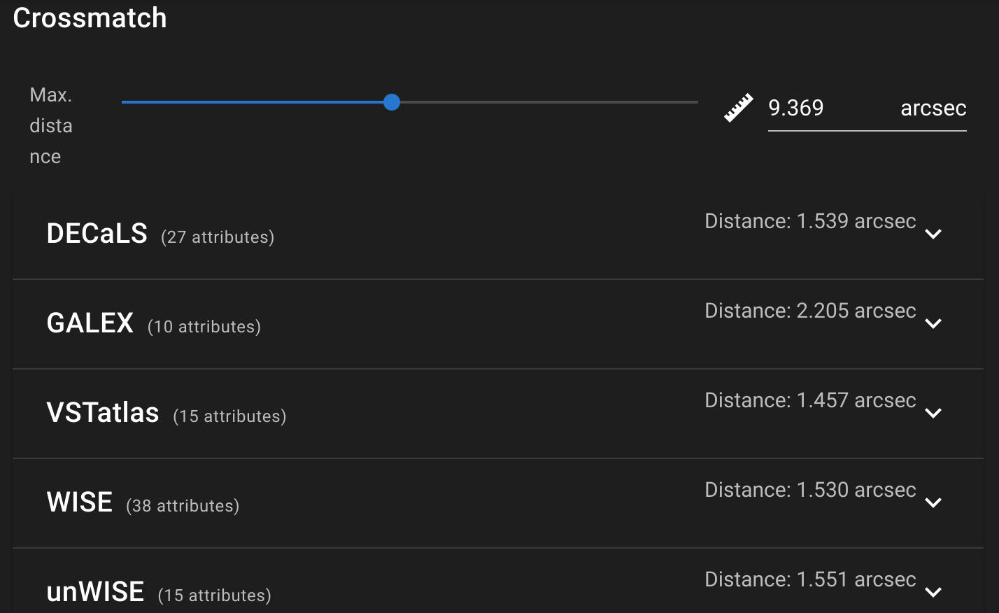 Crossmatch
Max.
dista
nce
9.369 arcsec
DECaLS (27 attributes) Distance: 1.539 arcsec
GALEX (10 attributes) Distance: 2.205 arcsec
VSTatlas (15 attributes) Distance: 1.457 arcsec
WISE (38 attributes) Distance: 1.530 arcsec
unWISE (15 attributes) Distance: 1.551 arcsec